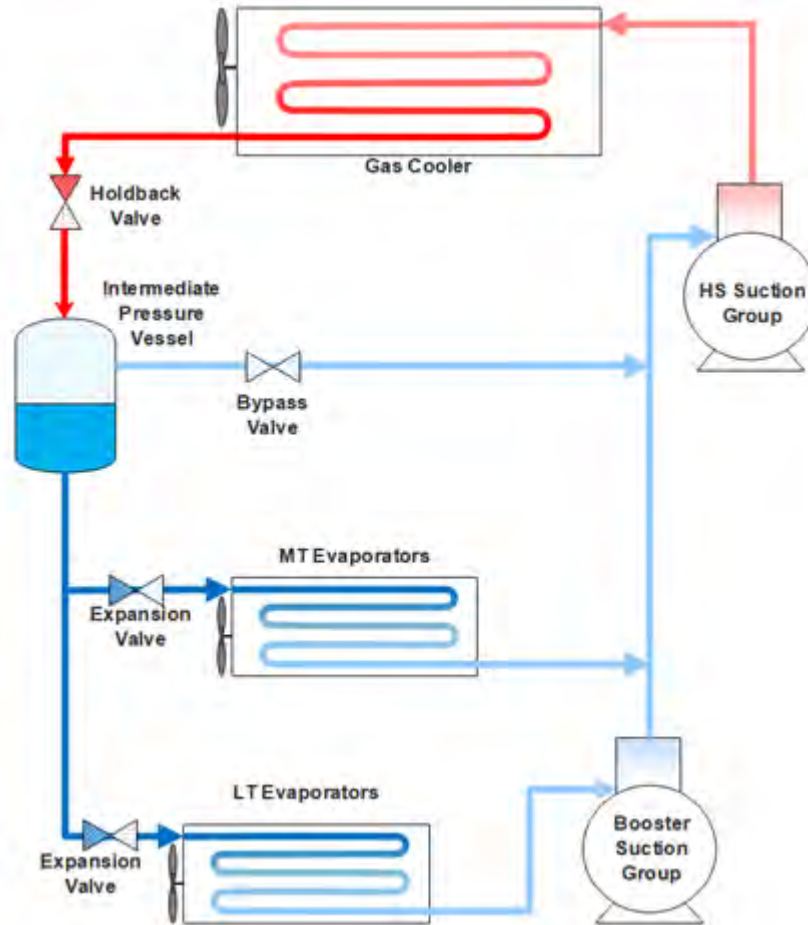 Gas Cooler
Holdback
Valve
HS Suction
Group
Intermediate
Pressure
Vessel
Bypass
Valve
MT Evaporators
Expansion
Valve
LT Evaporators
Expansion
Valve
Booster
Suction
Group